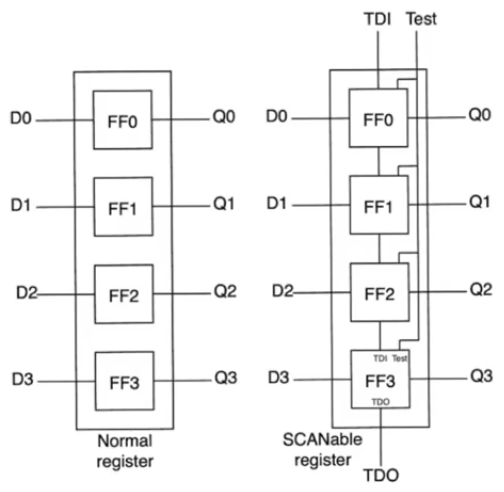 TDI Test
D0 FF0 Q0 D0 FF0 Q0
D1 FF1 Q1 D1 FF1 Q1
D2 FF2 Q2 D2 FF2 Q2
TDI Test
D3 FF3 Q3 D3 FF3 Q3
TDO
Normal
register
SCANable
register
TDO